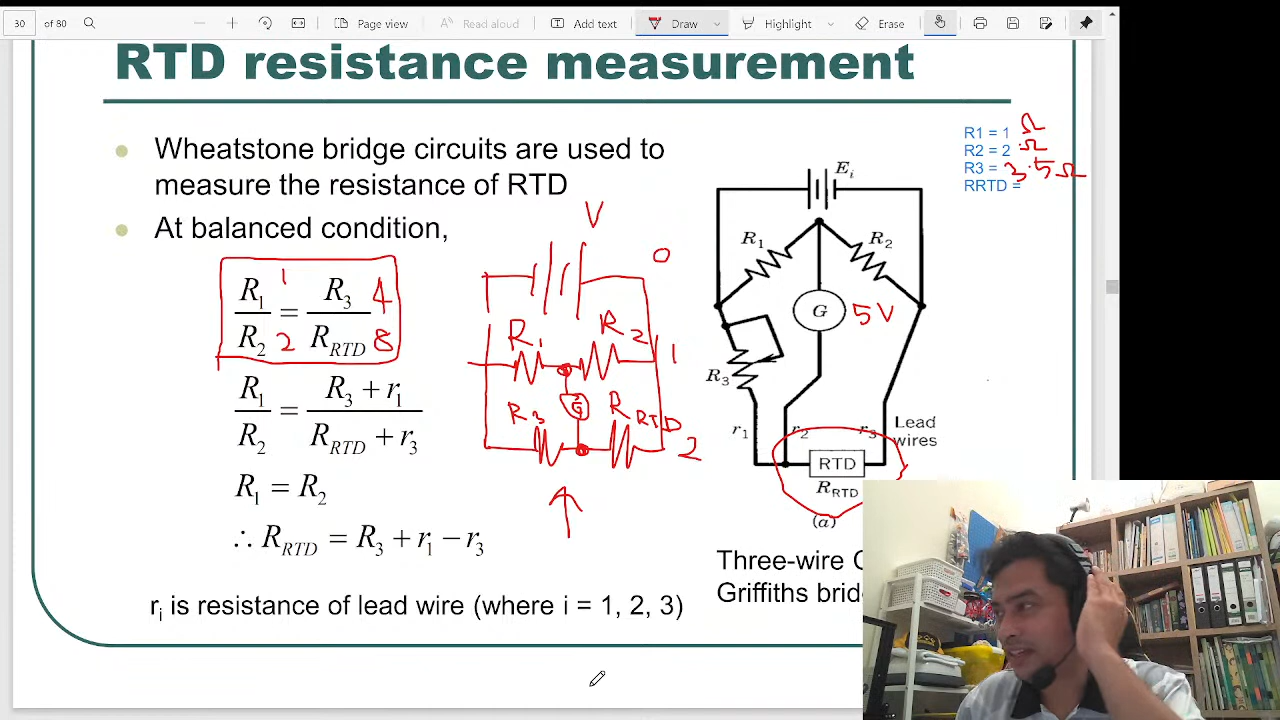 30 of 80 Page view Read aloud Add text Draw Highlight Erase
RTD resistance measurement
Wheatstone bridge circuits are used to
measure the resistance of RTD
At balanced condition,
R1/R2 = R3/RRTD
1
2
4
8
R1/R2 = (R3 + r1)/(RRTD + r3)
R1 = R2
∴ RRTD = R3 + r1 − r3
ri is resistance of lead wire (where i = 1, 2, 3)
V
0
R1 R2 1
G
R3 RRTD 2
R1 = 1 Ω
R2 = 2 Ω
R3 = 3.5Ω
RRTD =
Ei
R1 R2
G 5V
R3
r1 r2 r3 Lead
wires
RTD
RRTD
(a)
Three-wire
Griffiths